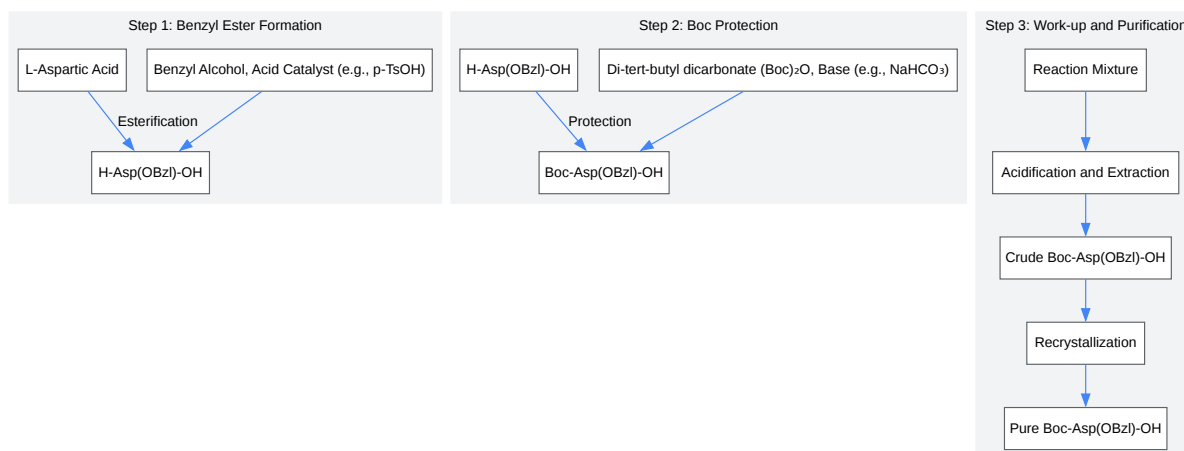 Step 1: Benzyl Ester Formation
L-Aspartic Acid
Benzyl Alcohol, Acid Catalyst (e.g., p-TsOH)
Esterification
H-Asp(OBzl)-OH
Step 2: Boc Protection
H-Asp(OBzl)-OH
Di-tert-butyl dicarbonate (Boc)₂O, Base (e.g., NaHCO₃)
Protection
Boc-Asp(OBzl)-OH
Step 3: Work-up and Purification
Reaction Mixture
Acidification and Extraction
Crude Boc-Asp(OBzl)-OH
Recrystallization
Pure Boc-Asp(OBzl)-OH